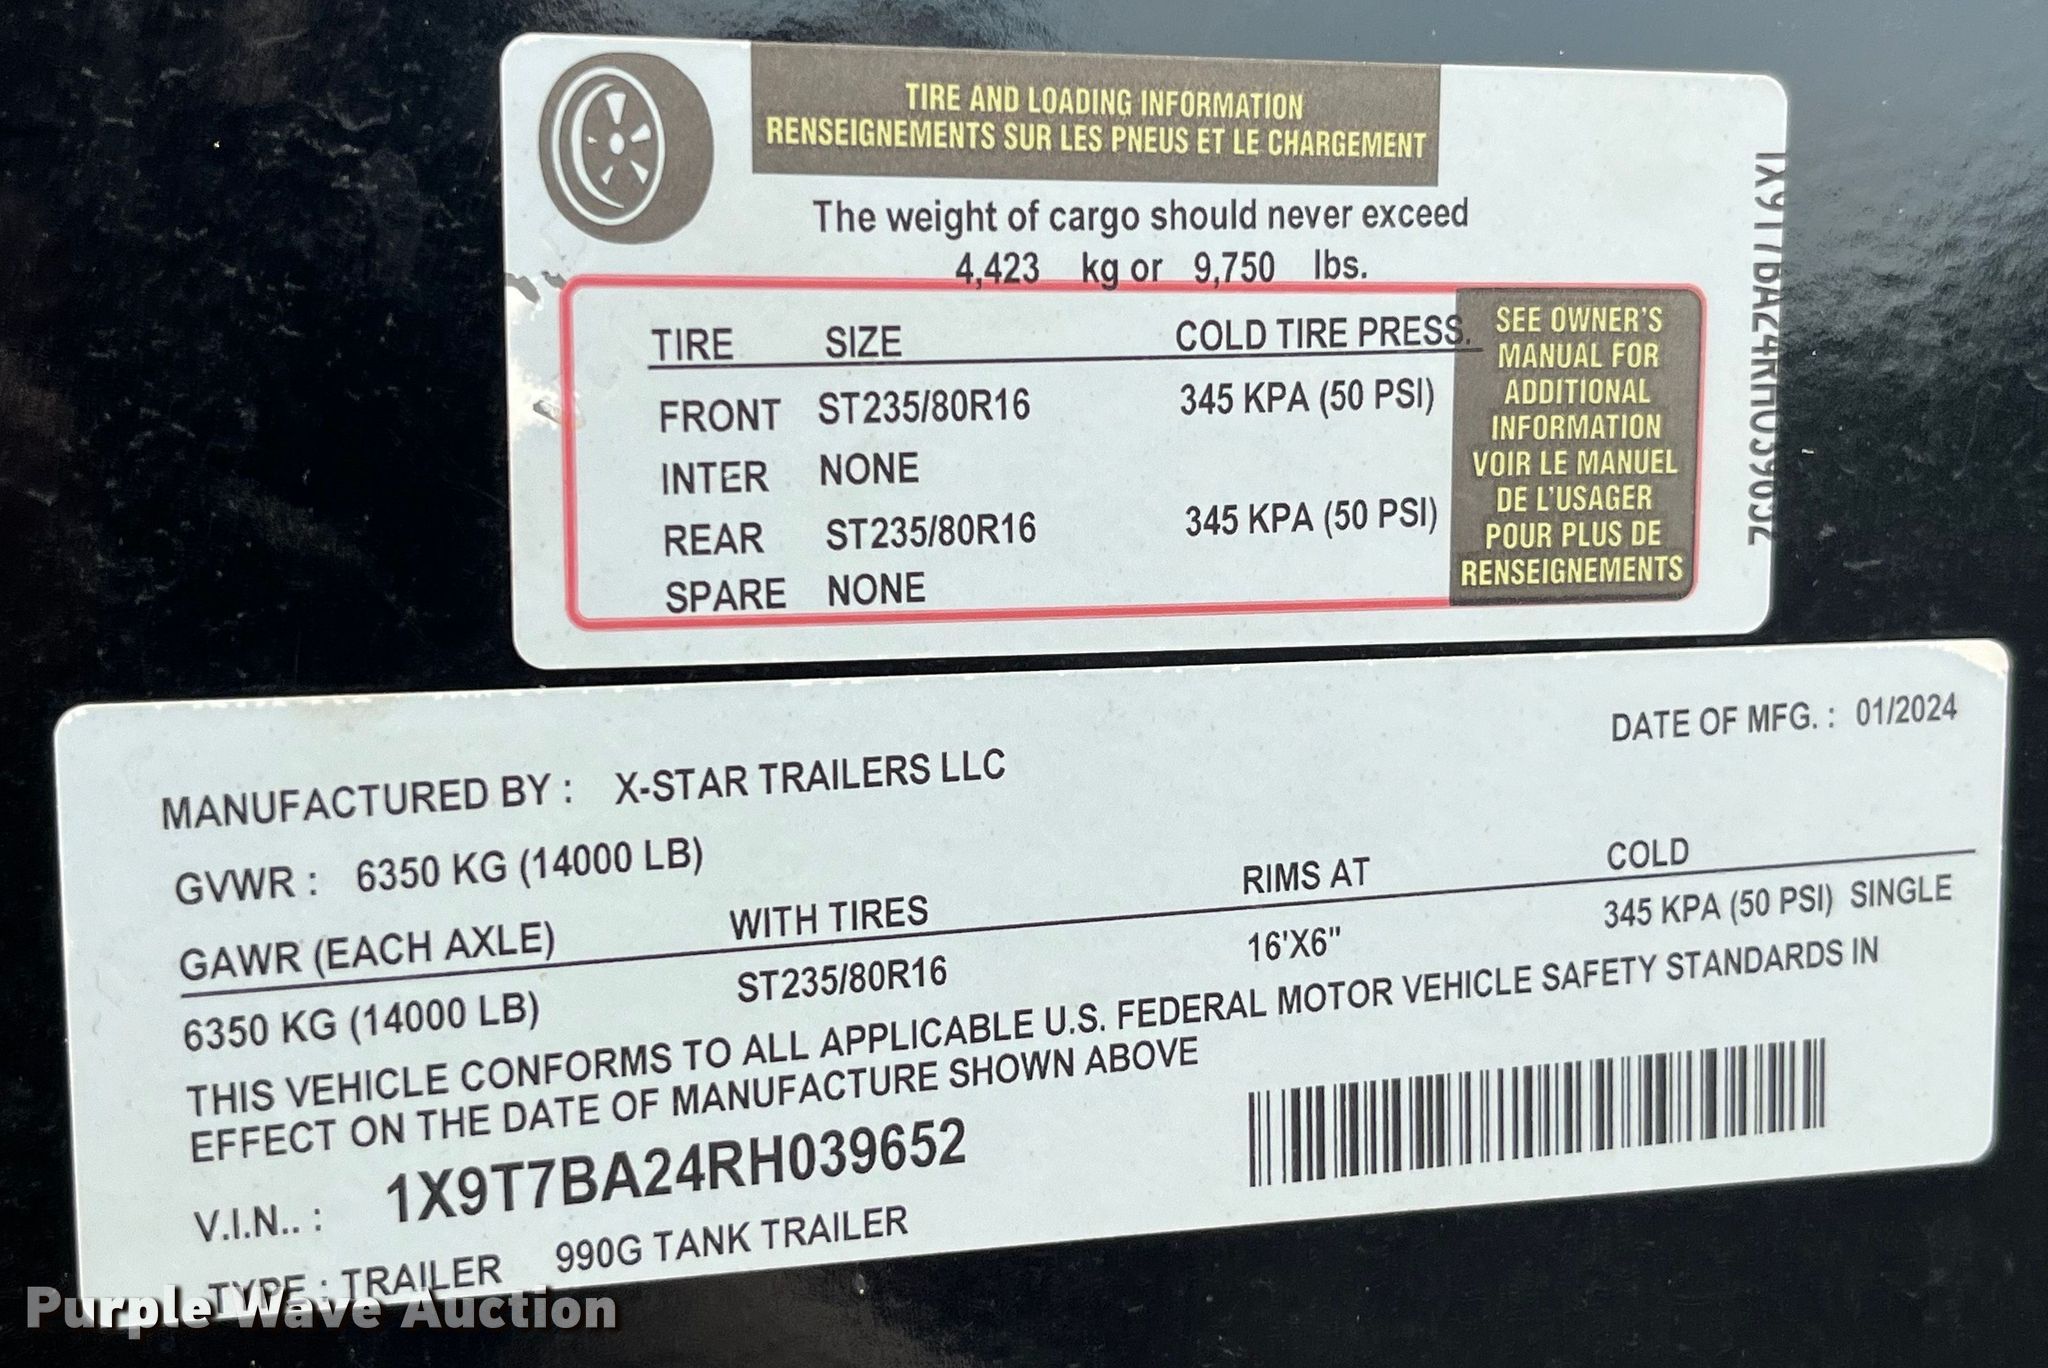 TIRE AND LOADING INFORMATION
RENSEIGNEMENTS SUR LES PNEUS ET LE CHARGEMENT
The weight of cargo should never exceed
4,423 kg or 9,750 lbs.
TIRE SIZE COLD TIRE PRESS.
FRONT ST235/80R16 345 KPA (50 PSI)
INTER NONE
REAR ST235/80R16 345 KPA (50 PSI)
SPARE NONE
SEE OWNER'S
MANUAL FOR
ADDITIONAL
INFORMATION
VOIR LE MANUEL
DE L'USAGER
POUR PLUS DE
RENSEIGNEMENTS
DATE OF MFG. : 01/2024
MANUFACTURED BY : X-STAR TRAILERS LLC
GVWR : 6350 KG (14000 LB)
GAWR (EACH AXLE) WITH TIRES RIMS AT COLD
6350 KG (14000 LB) ST235/80R16 16'X6" 345 KPA (50 PSI) SINGLE
THIS VEHICLE CONFORMS TO ALL APPLICABLE U.S. FEDERAL MOTOR VEHICLE SAFETY STANDARDS IN
EFFECT ON THE DATE OF MANUFACTURE SHOWN ABOVE
V.I.N.. : 1X9T7BA24RH039652
TYPE : TRAILER 990G TANK TRAILER
Purple Wave Auction